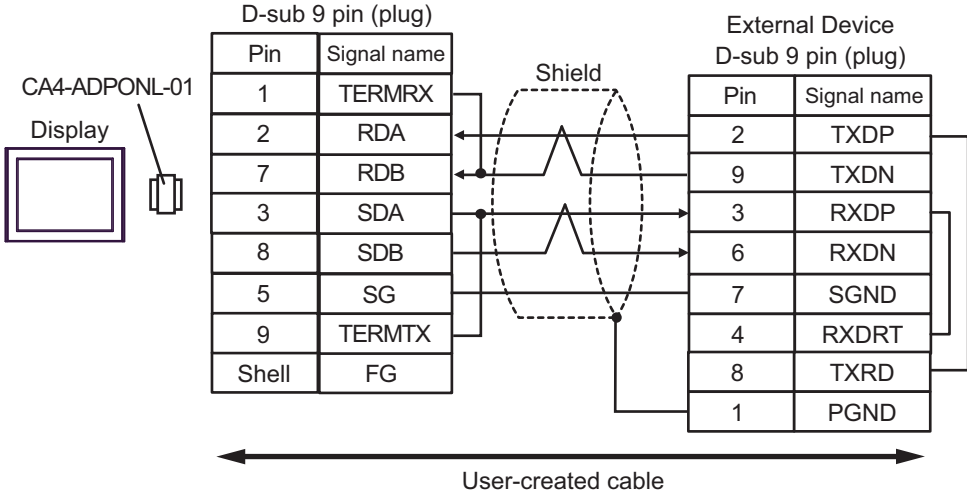 D-sub 9 pin (plug)
Pin Signal name
1 TERMRX
2 RDA
7 RDB
3 SDA
8 SDB
5 SG
9 TERMTX
Shell FG
CA4-ADPONL-01
Display
Shield
External Device
D-sub 9 pin (plug)
Pin Signal name
2 TXDP
9 TXDN
3 RXDP
6 RXDN
7 SGND
4 RXDRT
8 TXRD
1 PGND
User-created cable